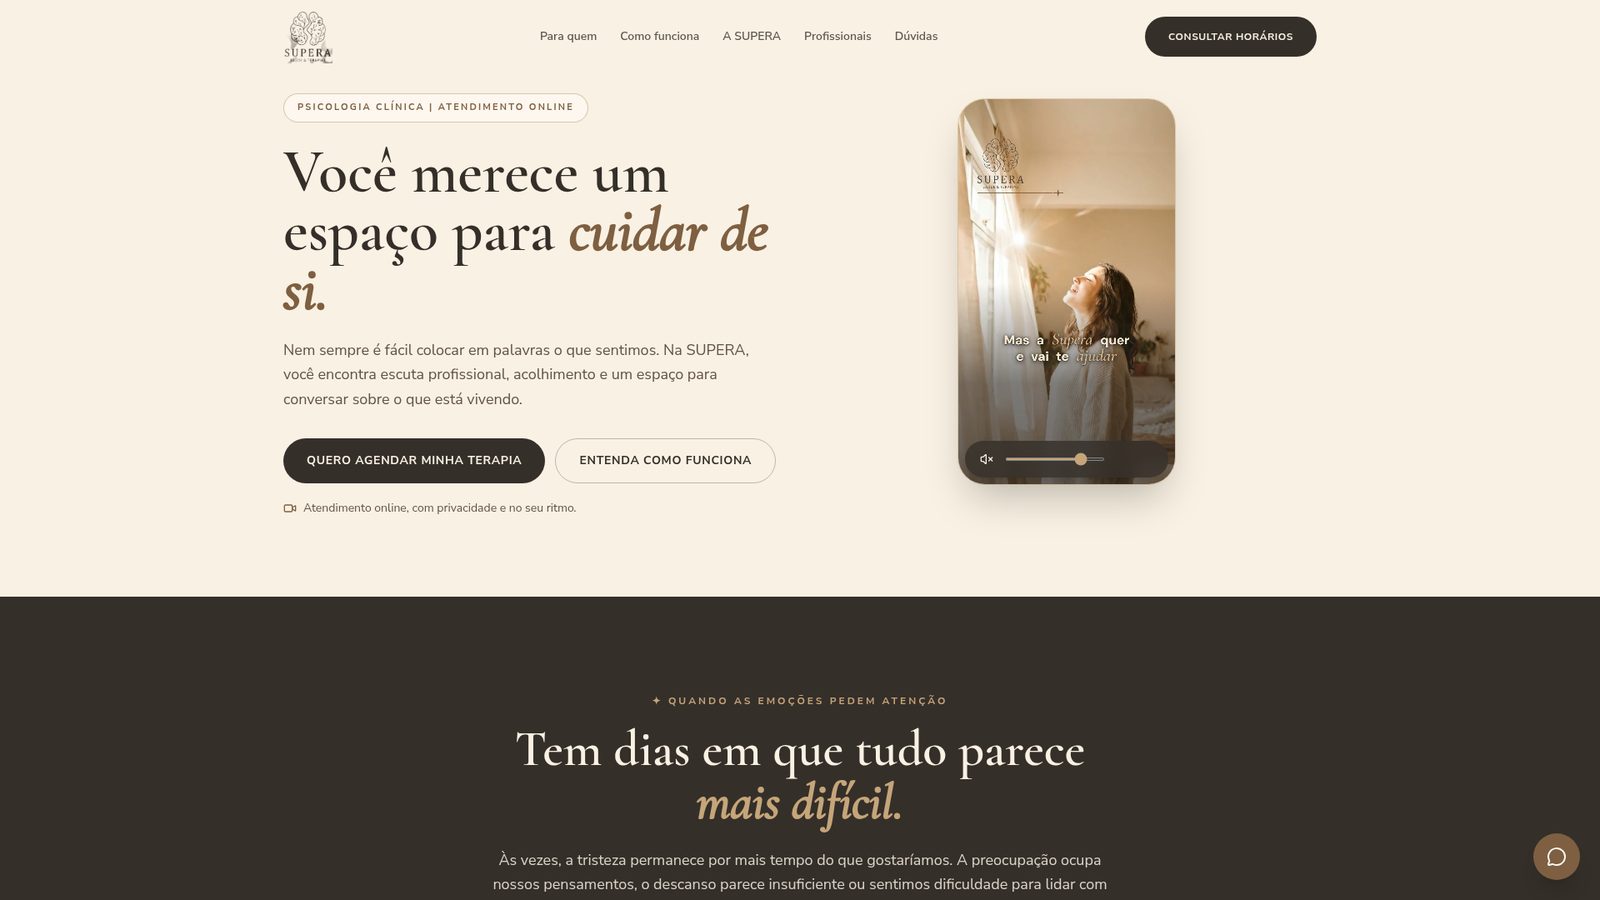 SUPERA
Para quem
Como funciona
A SUPERA
Profissionais
Dúvidas
CONSULTAR HORÁRIOS
PSICOLOGIA CLÍNICA | ATENDIMENTO ONLINE
Você merece um
espaço para cuidar de
si.
Nem sempre é fácil colocar em palavras o que sentimos. Na SUPERA,
você encontra escuta profissional, acolhimento e um espaço para
conversar sobre o que está vivendo.
QUERO AGENDAR MINHA TERAPIA
ENTENDA COMO FUNCIONA
Atendimento online, com privacidade e no seu ritmo.
SUPERA
Mas a Supera quer
e vai te ajudar
✦ QUANDO AS EMOÇÕES PEDEM ATENÇÃO
Tem dias em que tudo parece
mais difícil.
Às vezes, a tristeza permanece por mais tempo do que gostaríamos. A preocupação ocupa
nossos pensamentos, o descanso parece insuficiente ou sentimos dificuldade para lidar com